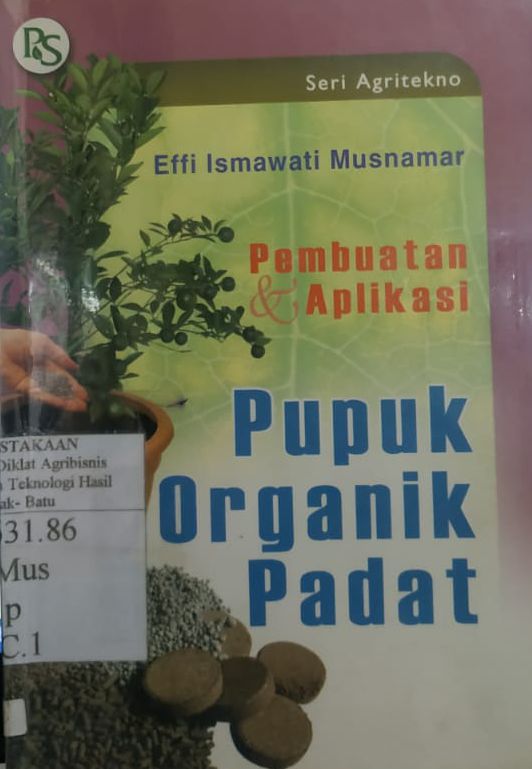 PS
Seri Agritekno
Effi Ismawati Musnamar
Pembuatan
& Aplikasi
Pupuk
Organik
Padat
STAKAAN
Diklat Agribisnis
Teknologi Hasil
ak- Batu
631.86
Mus
p
C.1